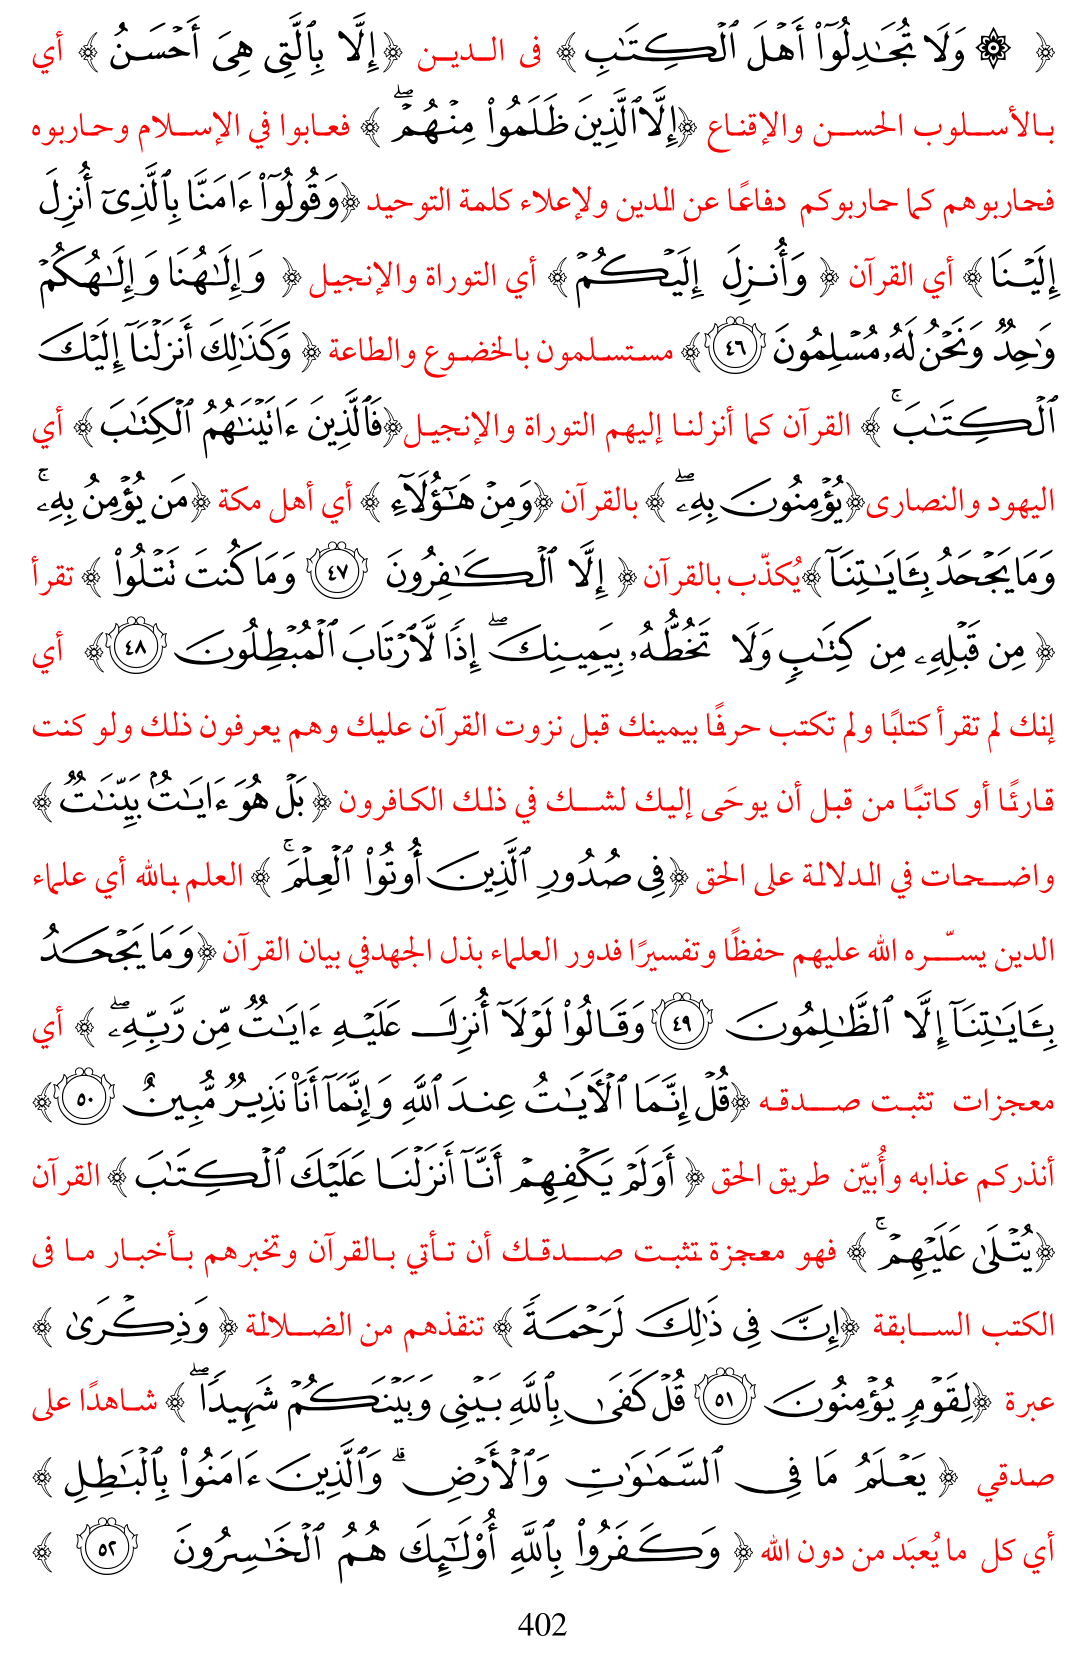 ﴿ ۞ وَلَا تُجَٰدِلُوٓا۟ أَهْلَ ٱلْكِتَٰبِ ﴾ فى الـديـن ﴿إِلَّا بِٱلَّتِى هِىَ أَحْسَنُ ﴾ أي
بالأسلوب الحسن والإقناع ﴿إِلَّا ٱلَّذِينَ ظَلَمُوا۟ مِنْهُمْ ۖ ﴾ فعابوا في الإسلام وحاربوه
فحاربوهم كما حاربوكم دفاعًا عن الدين ولإعلاء كلمة التوحيد ﴿وَقُولُوٓا۟ ءَامَنَّا بِٱلَّذِىٓ أُنزِلَ
إِلَيْنَا ﴾ أي القرآن ﴿ وَأُنزِلَ إِلَيْكُمْ ﴾ أي التوراة والإنجيل ﴿ وَإِلَٰهُنَا وَإِلَٰهُكُمْ
وَٰحِدٌ وَنَحْنُ لَهُۥ مُسْلِمُونَ ٤٦ ﴾ مستسلمون بالخضوع والطاعة ﴿ وَكَذَٰلِكَ أَنزَلْنَآ إِلَيْكَ
ٱلْكِتَٰبَ ۚ ﴾ القرآن كما أنزلنا إليهم التوراة والإنجيل﴿فَٱلَّذِينَ ءَاتَيْنَٰهُمُ ٱلْكِتَٰبَ ﴾ أي
اليهود والنصارى﴿يُؤْمِنُونَ بِهِۦ ۖ ﴾ بالقرآن ﴿وَمِنْ هَٰٓؤُلَآءِ ﴾ أي أهل مكة ﴿مَن يُؤْمِنُ بِهِۦ ۚ
وَمَا يَجْحَدُ بِـَٔايَٰتِنَآ ﴾يُكذّب بالقرآن ﴿ إِلَّا ٱلْكَٰفِرُونَ ٤٧ وَمَا كُنتَ تَتْلُوا۟ ﴾ تقرأ
﴿ مِن قَبْلِهِۦ مِن كِتَٰبٍ وَلَا تَخُطُّهُۥ بِيَمِينِكَ ۖ إِذًا لَّٱرْتَابَ ٱلْمُبْطِلُونَ ٤٨ ﴾ أي
إنك لم تقرأ كتلبًا ولم تكتب حرفًا بيمينك قبل نزوت القرآن عليك وهم يعرفون ذلك ولو كنت
قارئًا أو كاتبًا من قبل أن يوحَى إليك لشك في ذلك الكافرون ﴿ بَلْ هُوَ ءَايَٰتٌۢ بَيِّنَٰتٌ ﴾
واضحات في الدلالة على الحق ﴿فِى صُدُورِ ٱلَّذِينَ أُوتُوا۟ ٱلْعِلْمَ ۚ ﴾ العلم بالله أي علماء
الدين يسّره الله عليهم حفظًا وتفسيرًا فدور العلماء بذل الجهدفي بيان القرآن ﴿وَمَا يَجْحَدُ
بِـَٔايَٰتِنَآ إِلَّا ٱلظَّٰلِمُونَ ٤٩ وَقَالُوا۟ لَوْلَآ أُنزِلَ عَلَيْهِ ءَايَٰتٌ مِّن رَّبِّهِۦ ۖ ﴾ أي
معجزات تثبت صدقه ﴿قُلْ إِنَّمَا ٱلْـَٔايَٰتُ عِندَ ٱللَّهِ وَإِنَّمَآ أَنَا۠ نَذِيرٌ مُّبِينٌ ٥٠ ﴾
أنذركم عذابه وأُبيّن طريق الحق ﴿ أَوَلَمْ يَكْفِهِمْ أَنَّآ أَنزَلْنَا عَلَيْكَ ٱلْكِتَٰبَ ﴾ القرآن
﴿يُتْلَىٰ عَلَيْهِمْ ۚ ﴾ فهو معجزة تثبت صدقك أن تأتي بالقرآن وتخبرهم بأخبار ما فى
الكتب السابقة ﴿إِنَّ فِى ذَٰلِكَ لَرَحْمَةً ﴾ تنقذهم من الضلالة ﴿ وَذِكْرَىٰ ﴾
عبرة ﴿لِقَوْمٍ يُؤْمِنُونَ ٥١ قُلْ كَفَىٰ بِٱللَّهِ بَيْنِى وَبَيْنَكُمْ شَهِيدًا ۖ ﴾ شاهدًا على
صدقي ﴿ يَعْلَمُ مَا فِى ٱلسَّمَٰوَٰتِ وَٱلْأَرْضِ ۗ وَٱلَّذِينَ ءَامَنُوا۟ بِٱلْبَٰطِلِ ﴾
أي كل ما يُعبَد من دون الله ﴿ وَكَفَرُوا۟ بِٱللَّهِ أُو۟لَٰٓئِكَ هُمُ ٱلْخَٰسِرُونَ ٥٢ ﴾
402